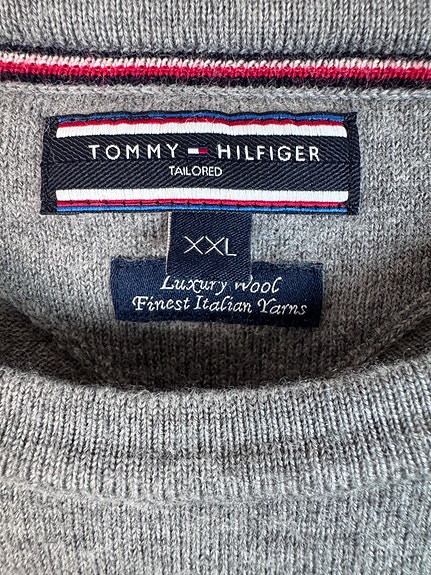 TOMMY HILFIGER
TAILORED
XXL
Luxury Wool
Finest Italian Yarns